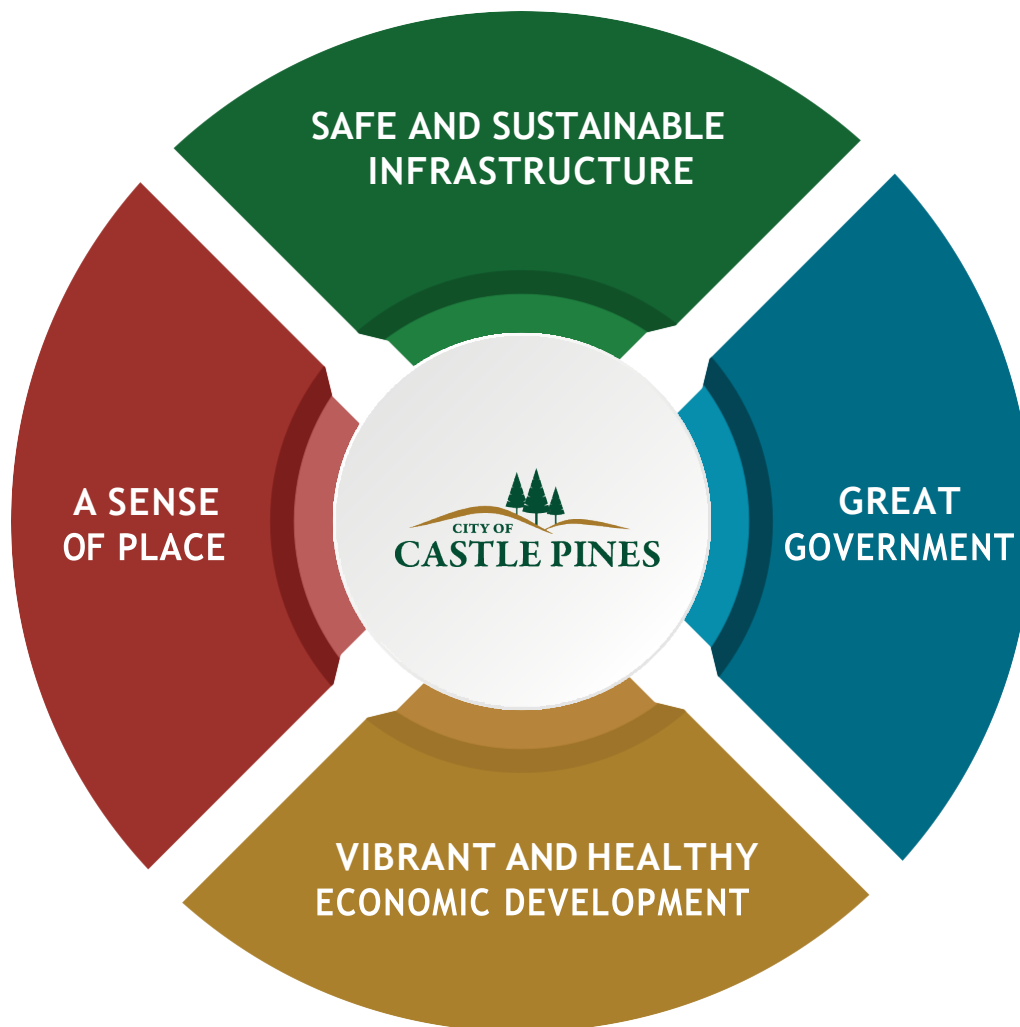 SAFE AND SUSTAINABLE
INFRASTRUCTURE
A SENSE
OF PLACE
CITY OF
CASTLE PINES
GREAT
GOVERNMENT
VIBRANT AND HEALTHY
ECONOMIC DEVELOPMENT